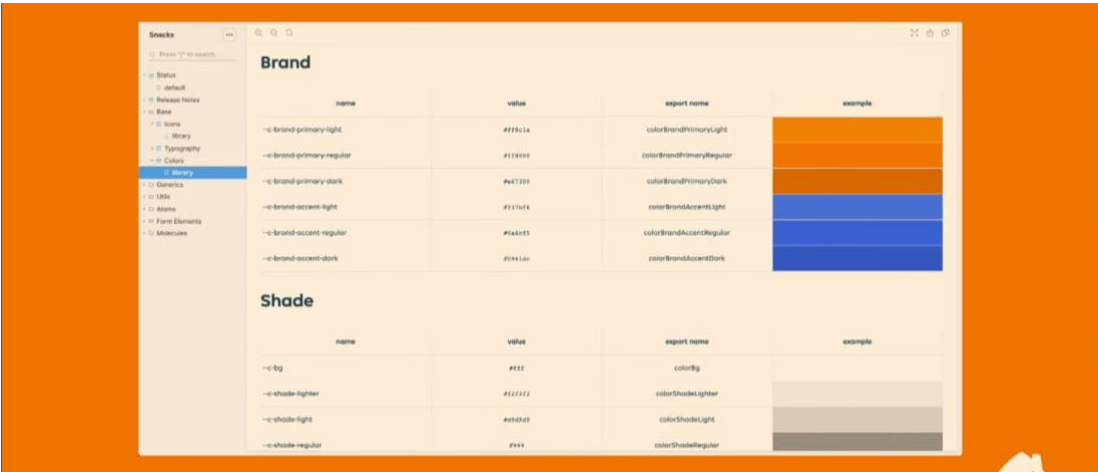 Snacks
Press "/" to search
Status
default
Release Notes
Base
Icons
library
Typography
Colors
library
Generics
Utils
Atoms
Form Elements
Molecules
Brand
name value export name example
--c-brand-primary-light colorBrandPrimaryLight
--c-brand-primary-regular colorBrandPrimaryRegular
--c-brand-primary-dark colorBrandPrimaryDark
--c-brand-accent-light colorBrandAccentLight
--c-brand-accent-regular colorBrandAccentRegular
--c-brand-accent-dark colorBrandAccentDark
Shade
name value export name example
--c-bg #fff colorBg
--c-shade-lighter #f2f2f2 colorShadeLighter
--c-shade-light colorShadeLight
--c-shade-regular #999 colorShadeRegular